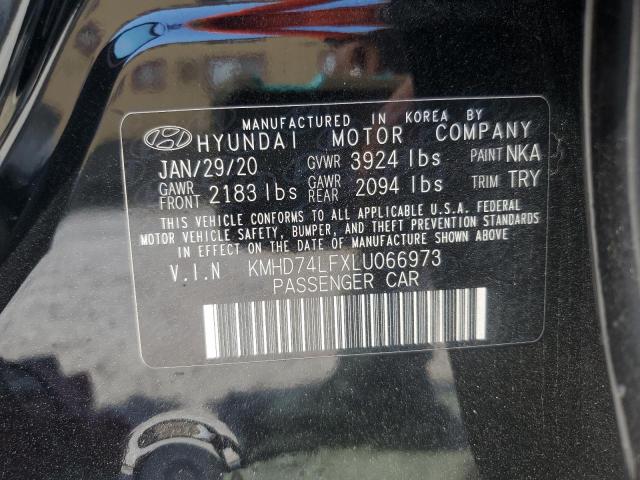 MANUFACTURED IN KOREA BY
HYUNDAI MOTOR COMPANY
JAN/29/20 GVWR 3924 lbs PAINT NKA
GAWR FRONT 2183 lbs GAWR REAR 2094 lbs TRIM TRY
THIS VEHICLE CONFORMS TO ALL APPLICABLE U.S.A. FEDERAL
MOTOR VEHICLE SAFETY, BUMPER, AND THEFT PREVENTION STANDARDS
IN EFFECT ON THE DATE OF MANUFACTURE SHOWN ABOVE.
V.I.N KMHD74LFXLU066973
PASSENGER CAR